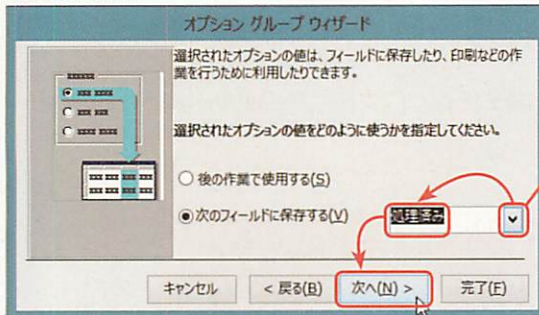 オプション グループ ウィザード
選択されたオプションの値は、フィールドに保存したり、印刷などの作
業を行うために利用したりできます。
選択されたオプションの値をどのように使うかを指定してください。
後の作業で使用する(S)
次のフィールドに保存する(V)
処理済み
キャンセル
< 戻る(B)
次へ(N) >
完了(F)